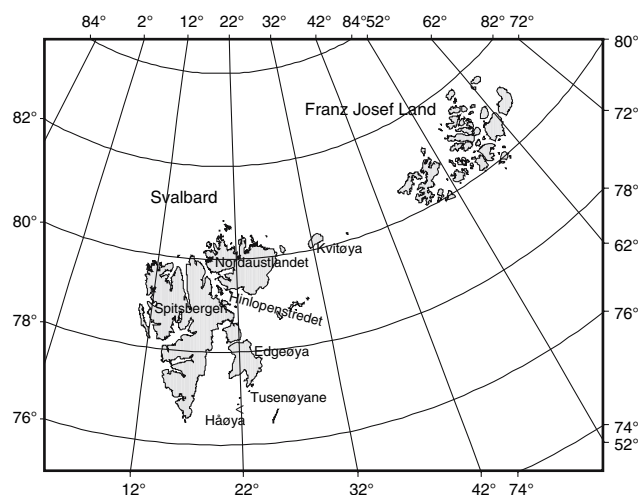 84° 2° 12° 22° 32° 42° 84° 52° 62° 82° 72°
80°
Franz Josef Land
72°
82°
78°
Svalbard
80°
62°
Kvitøya
Nordaustlandet
Hinlopenstredet
Spitsbergen
76°
78°
Edgeøya
Tusenøyane
76°
Håøya
74°
52°
12° 22° 32° 42° 74°